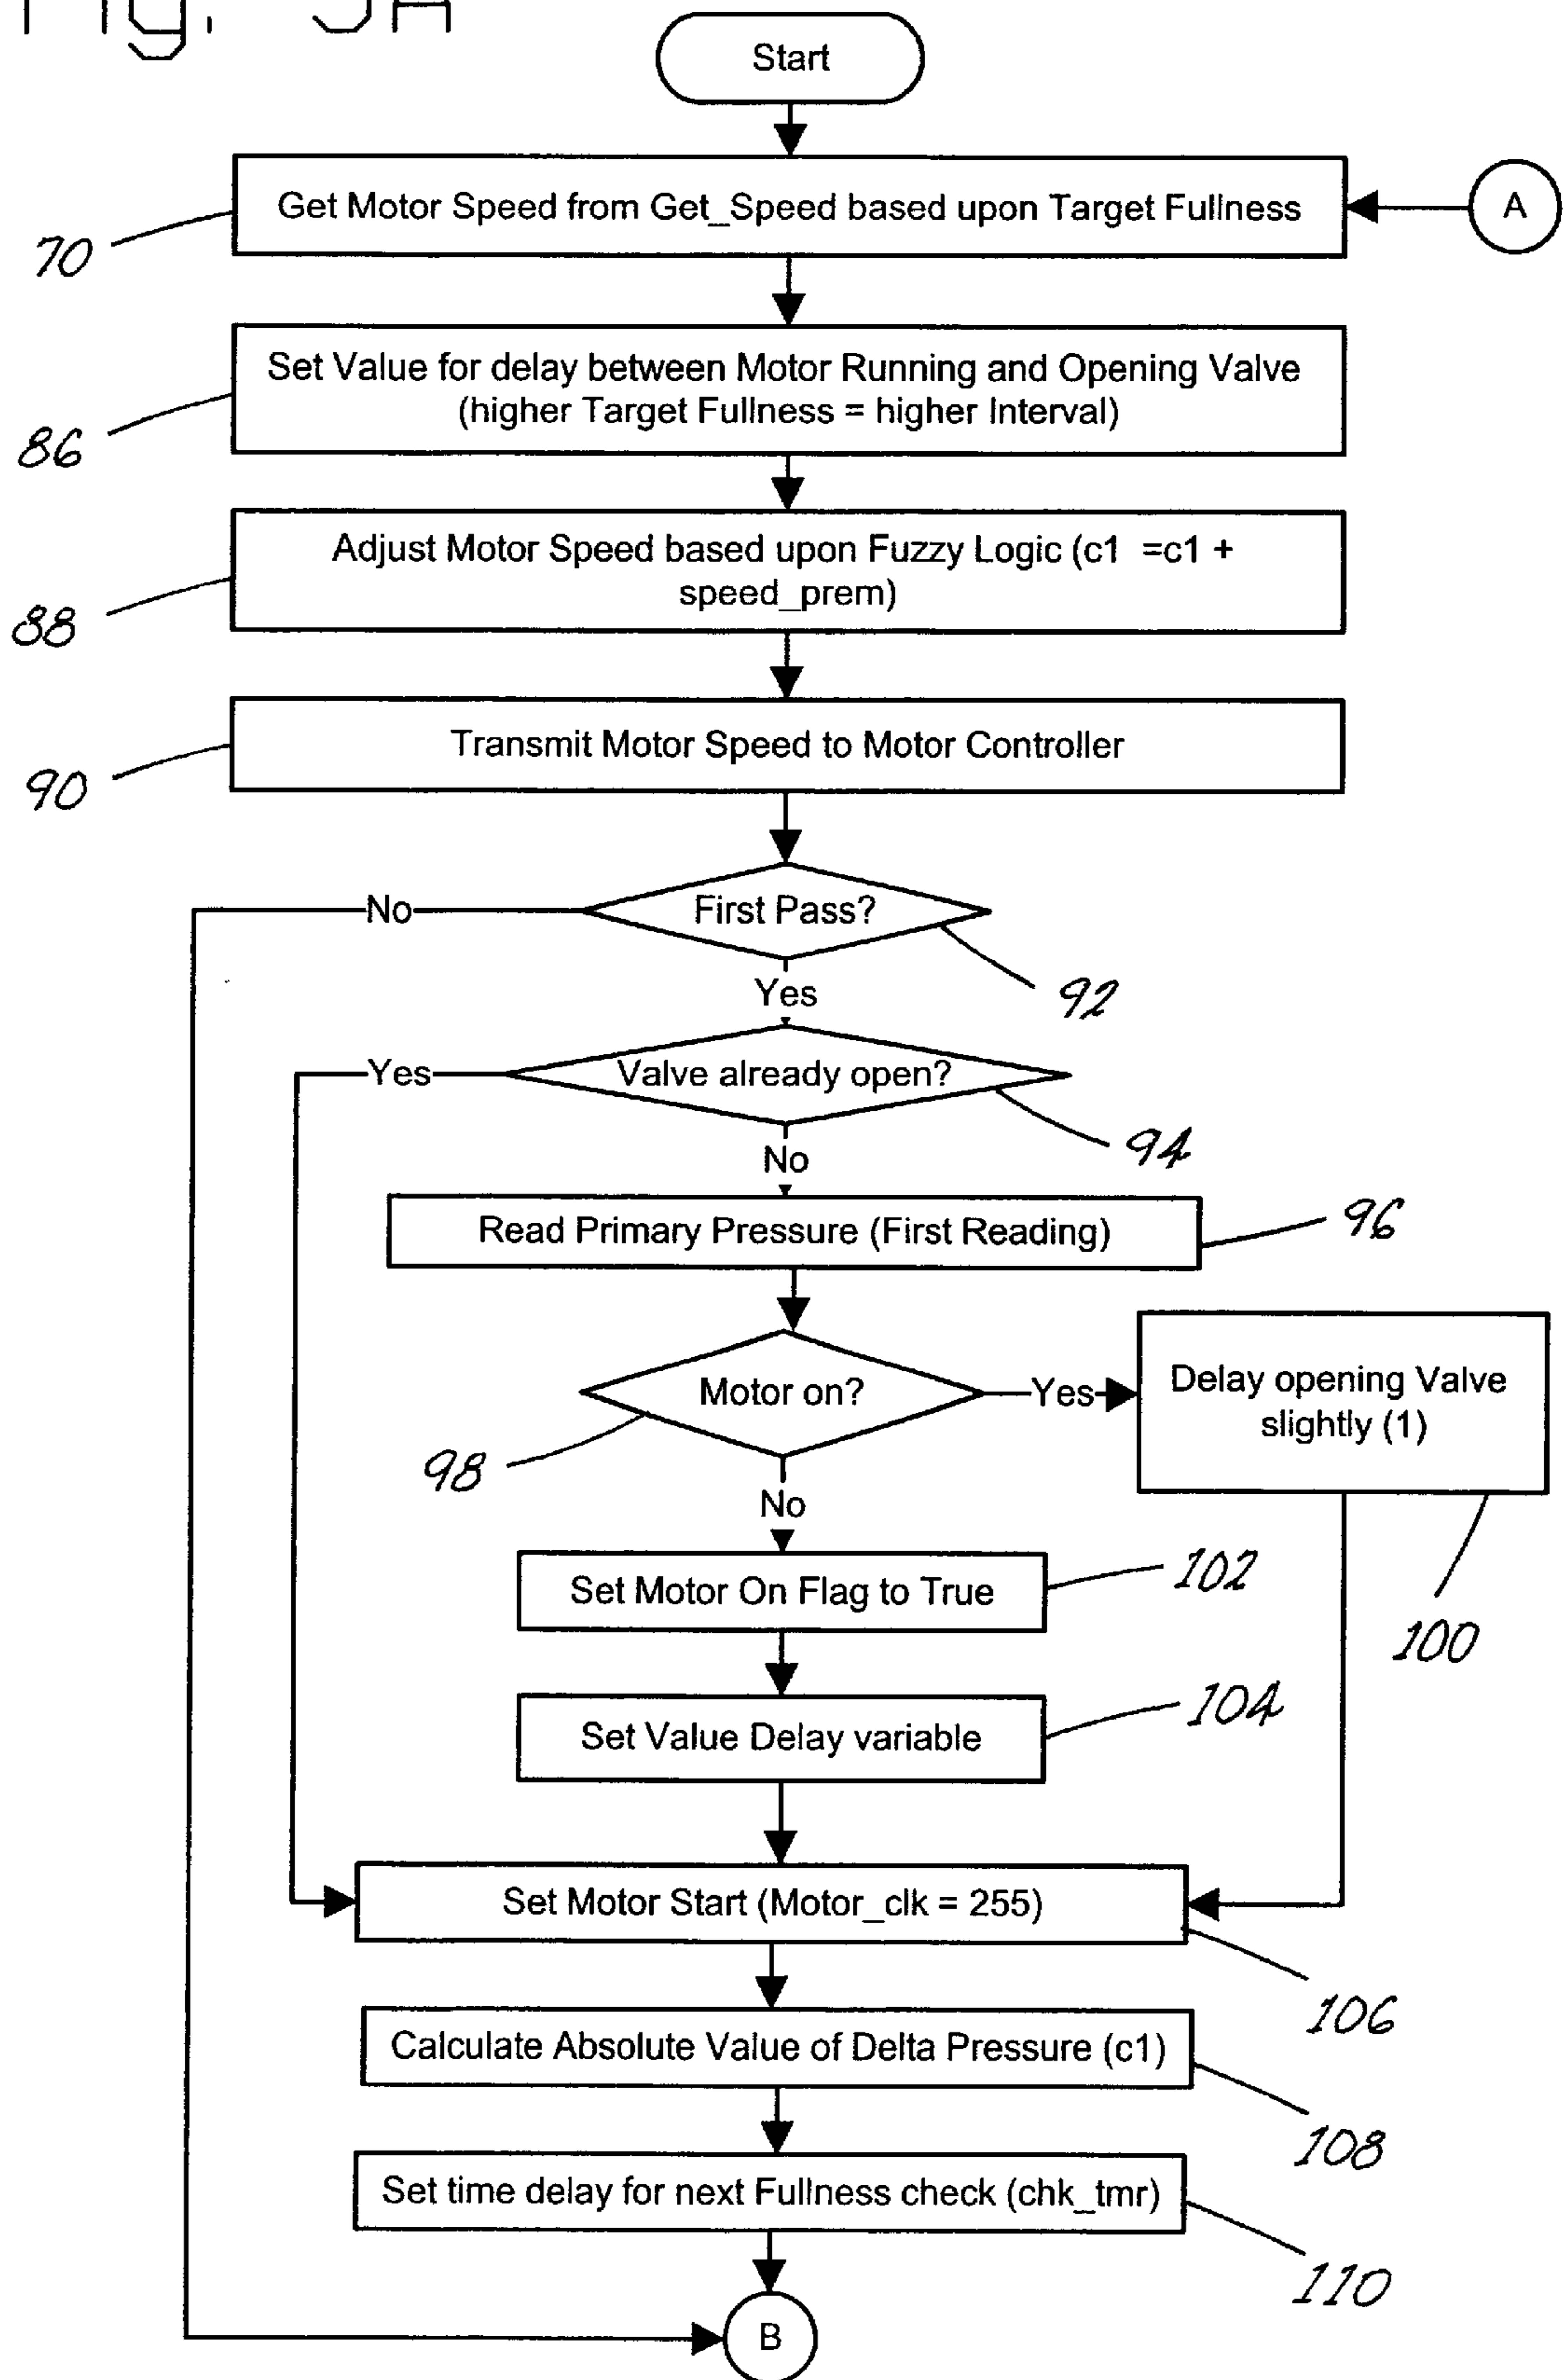 Fig. 5A
Start
Get Motor Speed from Get_Speed based upon Target Fullness
A
70
Set Value for delay between Motor Running and Opening Valve
(higher Target Fullness = higher Interval)
86
Adjust Motor Speed based upon Fuzzy Logic (c1 =c1 +
speed_prem)
88
Transmit Motor Speed to Motor Controller
90
No
First Pass?
92
Yes
Yes
Valve already open?
94
No
Read Primary Pressure (First Reading)
96
Motor on?
Yes
Delay opening Valve
slightly (1)
98
No
100
Set Motor On Flag to True
102
Set Value Delay variable
104
Set Motor Start (Motor_clk = 255)
106
Calculate Absolute Value of Delta Pressure (c1)
108
Set time delay for next Fullness check (chk_tmr)
110
B